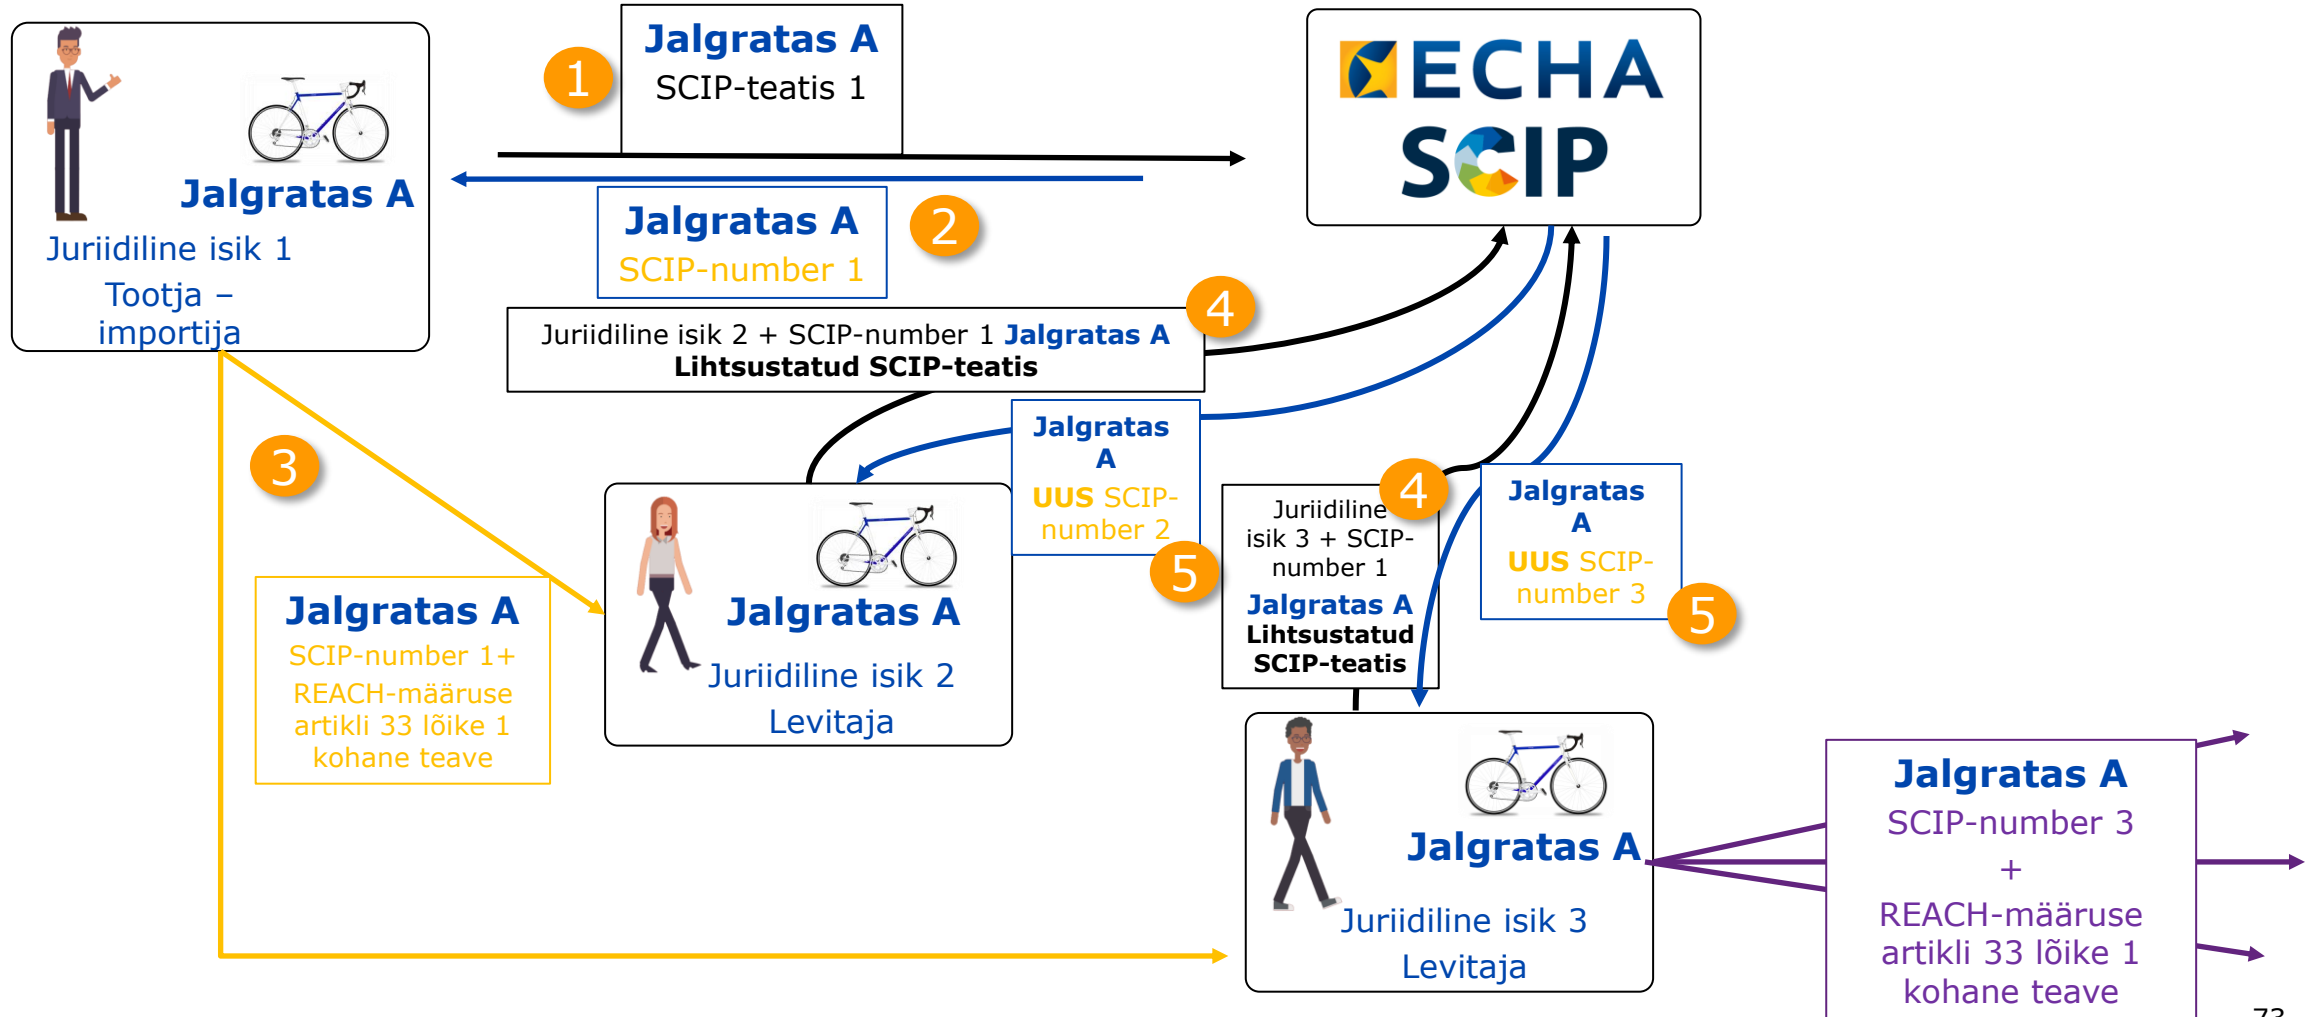 Jalgratas A
Juriidiline isik 1
Tootja –
importija
1
Jalgratas A
SCIP-teatis 1
ECHA
SCIP
Jalgratas A
SCIP-number 1
2
4
Juriidiline isik 2 + SCIP-number 1 Jalgratas A
Lihtsustatud SCIP-teatis
3
Jalgratas A
SCIP-number 1+
REACH-määruse
artikli 33 lõike 1
kohane teave
Jalgratas A
Juriidiline isik 2
Levitaja
Jalgratas
A
UUS SCIP-
number 2
5
4
Juriidiline
isik 3 + SCIP-
number 1
Jalgratas A
Lihtsustatud
SCIP-teatis
Jalgratas
A
UUS SCIP-
number 3
5
Jalgratas A
Juriidiline isik 3
Levitaja
Jalgratas A
SCIP-number 3
+
REACH-määruse
artikli 33 lõike 1
kohane teave